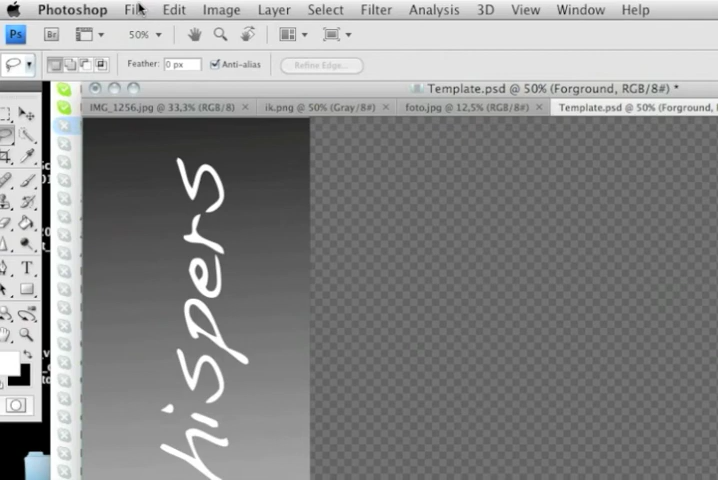 Photoshop File Edit Image Layer Select Filter Analysis 3D View Window Help
Ps Br 50%
Feather: 0 px Anti-alias Refine Edge...
Template.psd @ 50% (Forground, RGB/8#) *
IMG_1256.jpg @ 33,3% (RGB/8) ik.png @ 50% (Gray/8#) foto.jpg @ 12,5% (RGB/8#) Template.psd @ 50% (Forground,
hispers
T